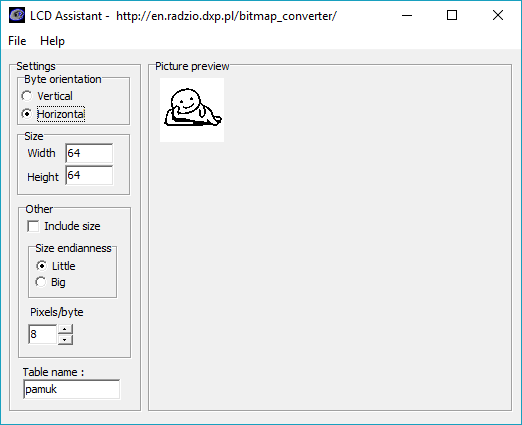 LCD Assistant -  http://en.radzio.dxp.pl/bitmap_converter/
File Help
Settings
Byte orientation
Vertical
Horizontal
Size
Width 64
Height 64
Other
Include size
Size endianness
Little
Big
Pixels/byte
8
Table name :
pamuk
Picture preview